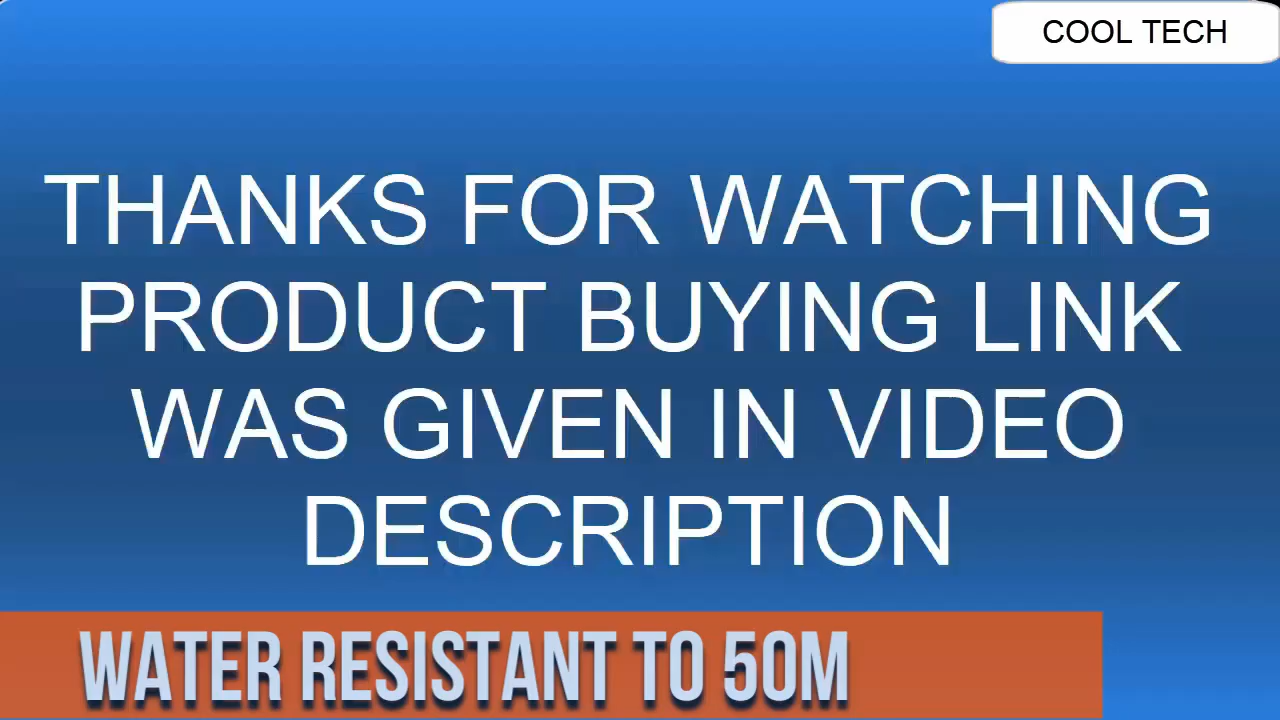 COOL TECH
THANKS FOR WATCHING
PRODUCT BUYING LINK
WAS GIVEN IN VIDEO
DESCRIPTION
WATER RESISTANT TO 50M